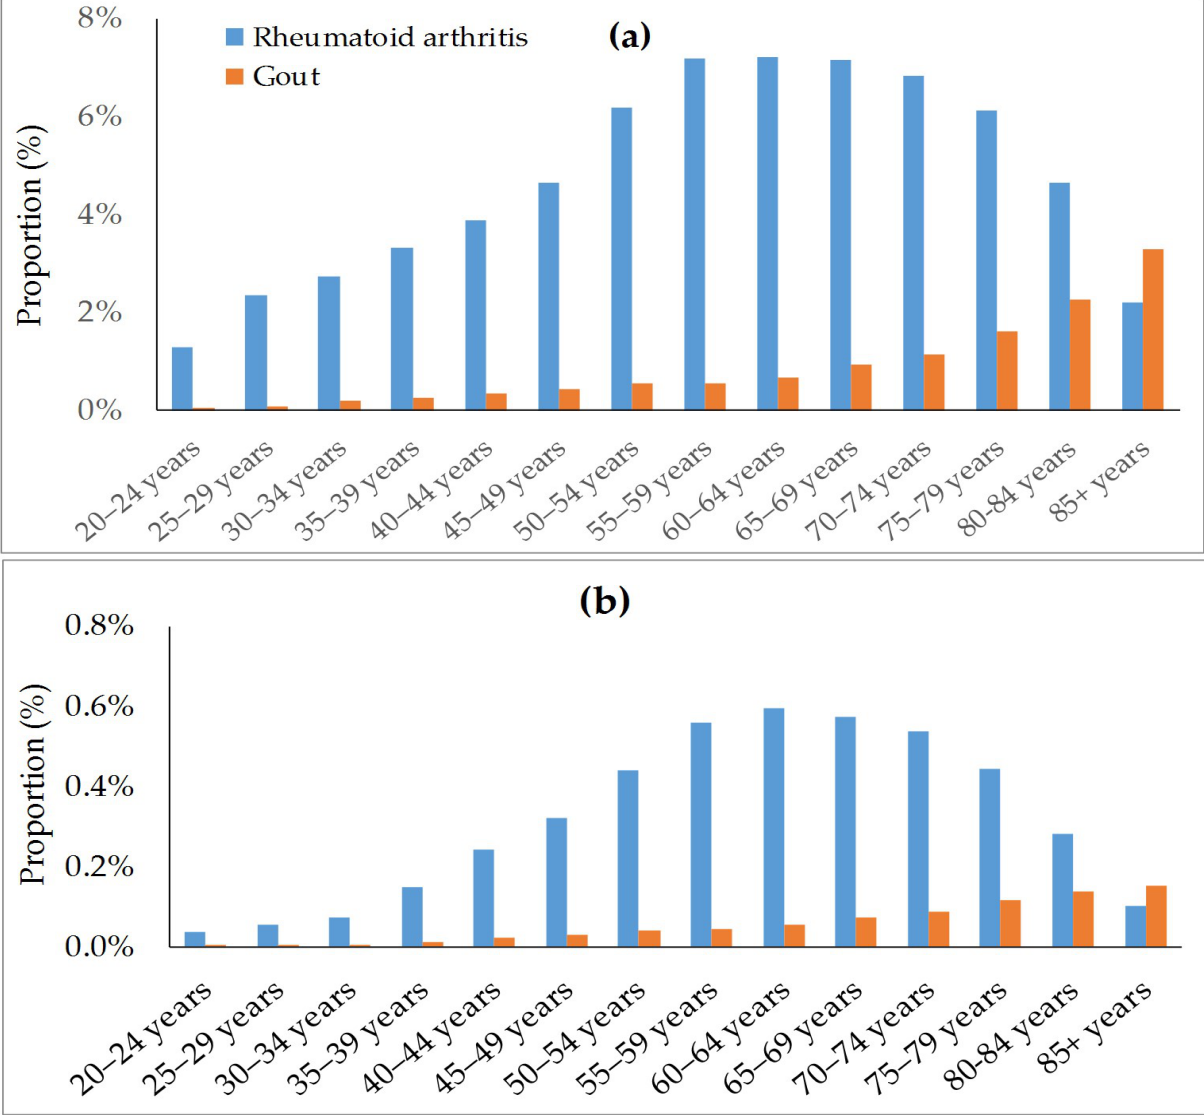 (a)
Rheumatoid arthritis
Gout
Proportion (%)
8%
6%
4%
2%
0%
20–24 years
25–29 years
30–34 years
35–39 years
40–44 years
45–49 years
50–54 years
55–59 years
60–64 years
65–69 years
70–74 years
75–79 years
80-84 years
85+ years
(b)
Proportion (%)
0.8%
0.6%
0.4%
0.2%
0.0%
20–24 years
25–29 years
30–34 years
35–39 years
40–44 years
45–49 years
50–54 years
55–59 years
60–64 years
65–69 years
70–74 years
75–79 years
80-84 years
85+ years